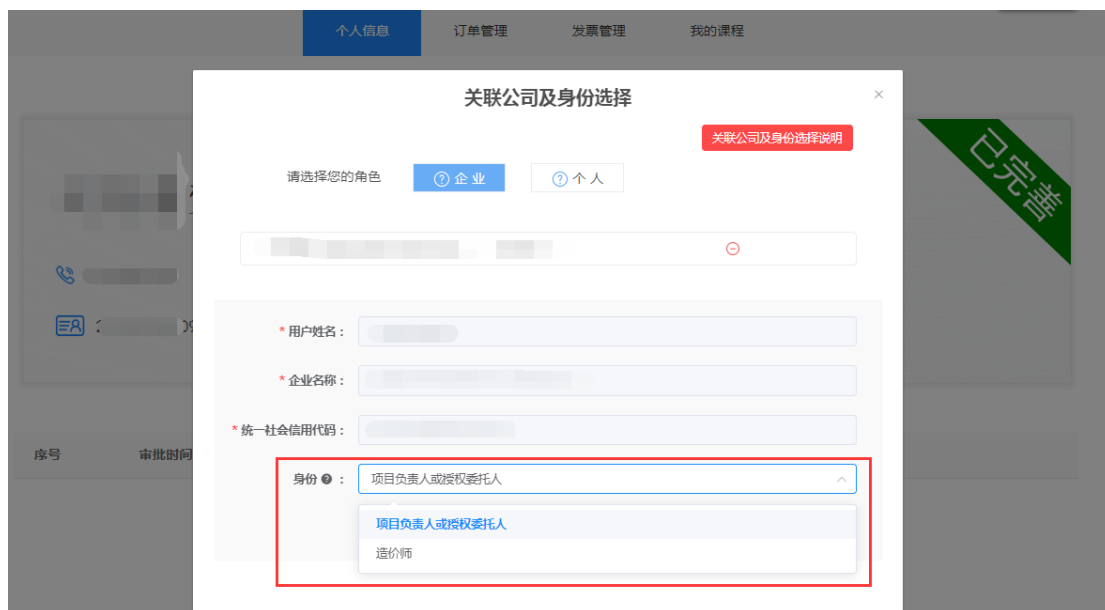 个人信息 订单管理 发票管理 我的课程
关联公司及身份选择
关联公司及身份选择说明
已完善
请选择您的角色 企业 个人
* 用户姓名：
* 企业名称：
* 统一社会信用代码：
序号 审批时间
身份 ： 项目负责人或授权委托人
项目负责人或授权委托人
造价师